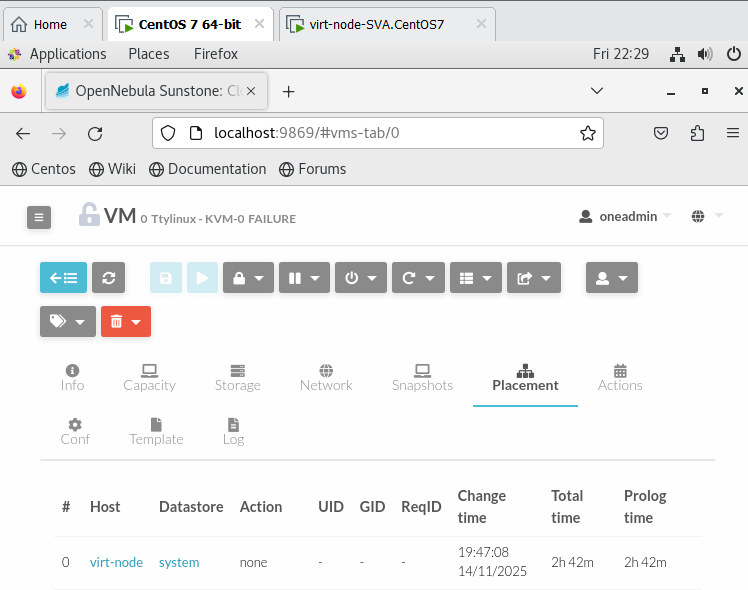 Home
CentOS 7 64-bit
virt-node-SVA.CentOS7
Applications Places Firefox Fri 22:29
OpenNebula Sunstone: Cl
localhost:9869/#vms-tab/0
Centos Wiki Documentation Forums
VM 0 Ttylinux - KVM-0 FAILURE oneadmin
Info Capacity Storage Network Snapshots Placement Actions
Conf Template Log
# Host Datastore Action UID GID ReqID Change time Total time Prolog time
0 virt-node system none - - - 19:47:08 14/11/2025 2h 42m 2h 42m